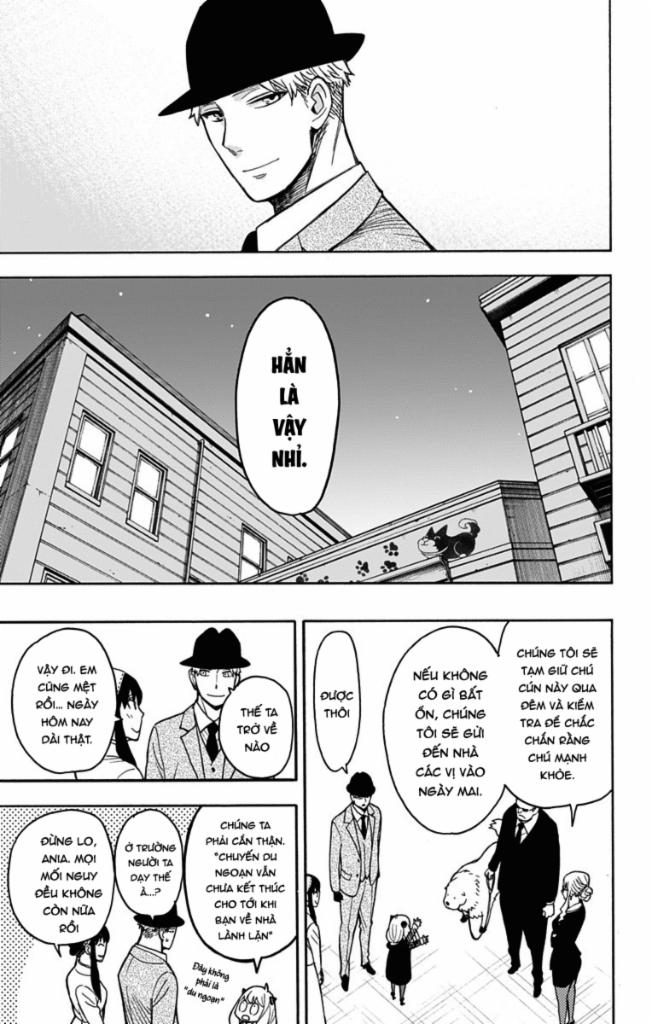 HẲN
LÀ
VẬY
NHỈ.
CHÚNG TÔI SẼ
TẠM GIỮ CHÚ
CÚN NÀY QUA
ĐÊM VÀ KIỂM
TRA ĐỂ CHẮC
CHẮN RẰNG
CHÚ MẠNH
KHỎE.
NẾU KHÔNG
CÓ GÌ BẤT
ỔN, CHÚNG
TÔI SẼ GỬI
ĐẾN NHÀ
CÁC VỊ VÀO
NGÀY MAI.
ĐƯỢC
THÔI
THẾ TA
TRỞ VỀ
NÀO
VẬY ĐI. EM
CŨNG MỆT
RỒI... NGÀY
HÔM NAY
DÀI THẬT.
CHÚNG TA
PHẢI CẨN THẬN.
"CHUYẾN DU
NGOẠN VẪN
CHƯA KẾT THÚC
CHO TỚI KHI
BẠN VỀ NHÀ
LÀNH LẶN"
Ở TRƯỜNG
NGƯỜI TA
DẠY THẾ
À...?
Đây không
phải là
"du ngoạn"
ĐỪNG LO,
ANIA. MỌI
MỐI NGUY
ĐỀU KHÔNG
CÒN NỮA
RỒI